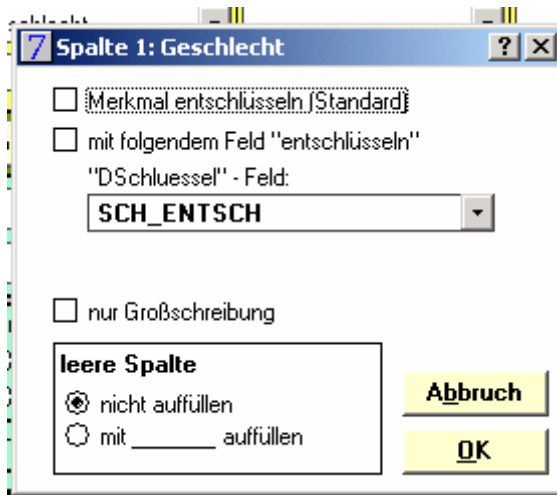 7 Spalte 1: Geschlecht
Merkmal entschlüsseln (Standard)
mit folgendem Feld "entschlüsseln"
"DSchluessel" - Feld:
SCH_ENTSCH
nur Großschreibung
leere Spalte
nicht auffüllen
mit _______ auffüllen
Abbruch
OK